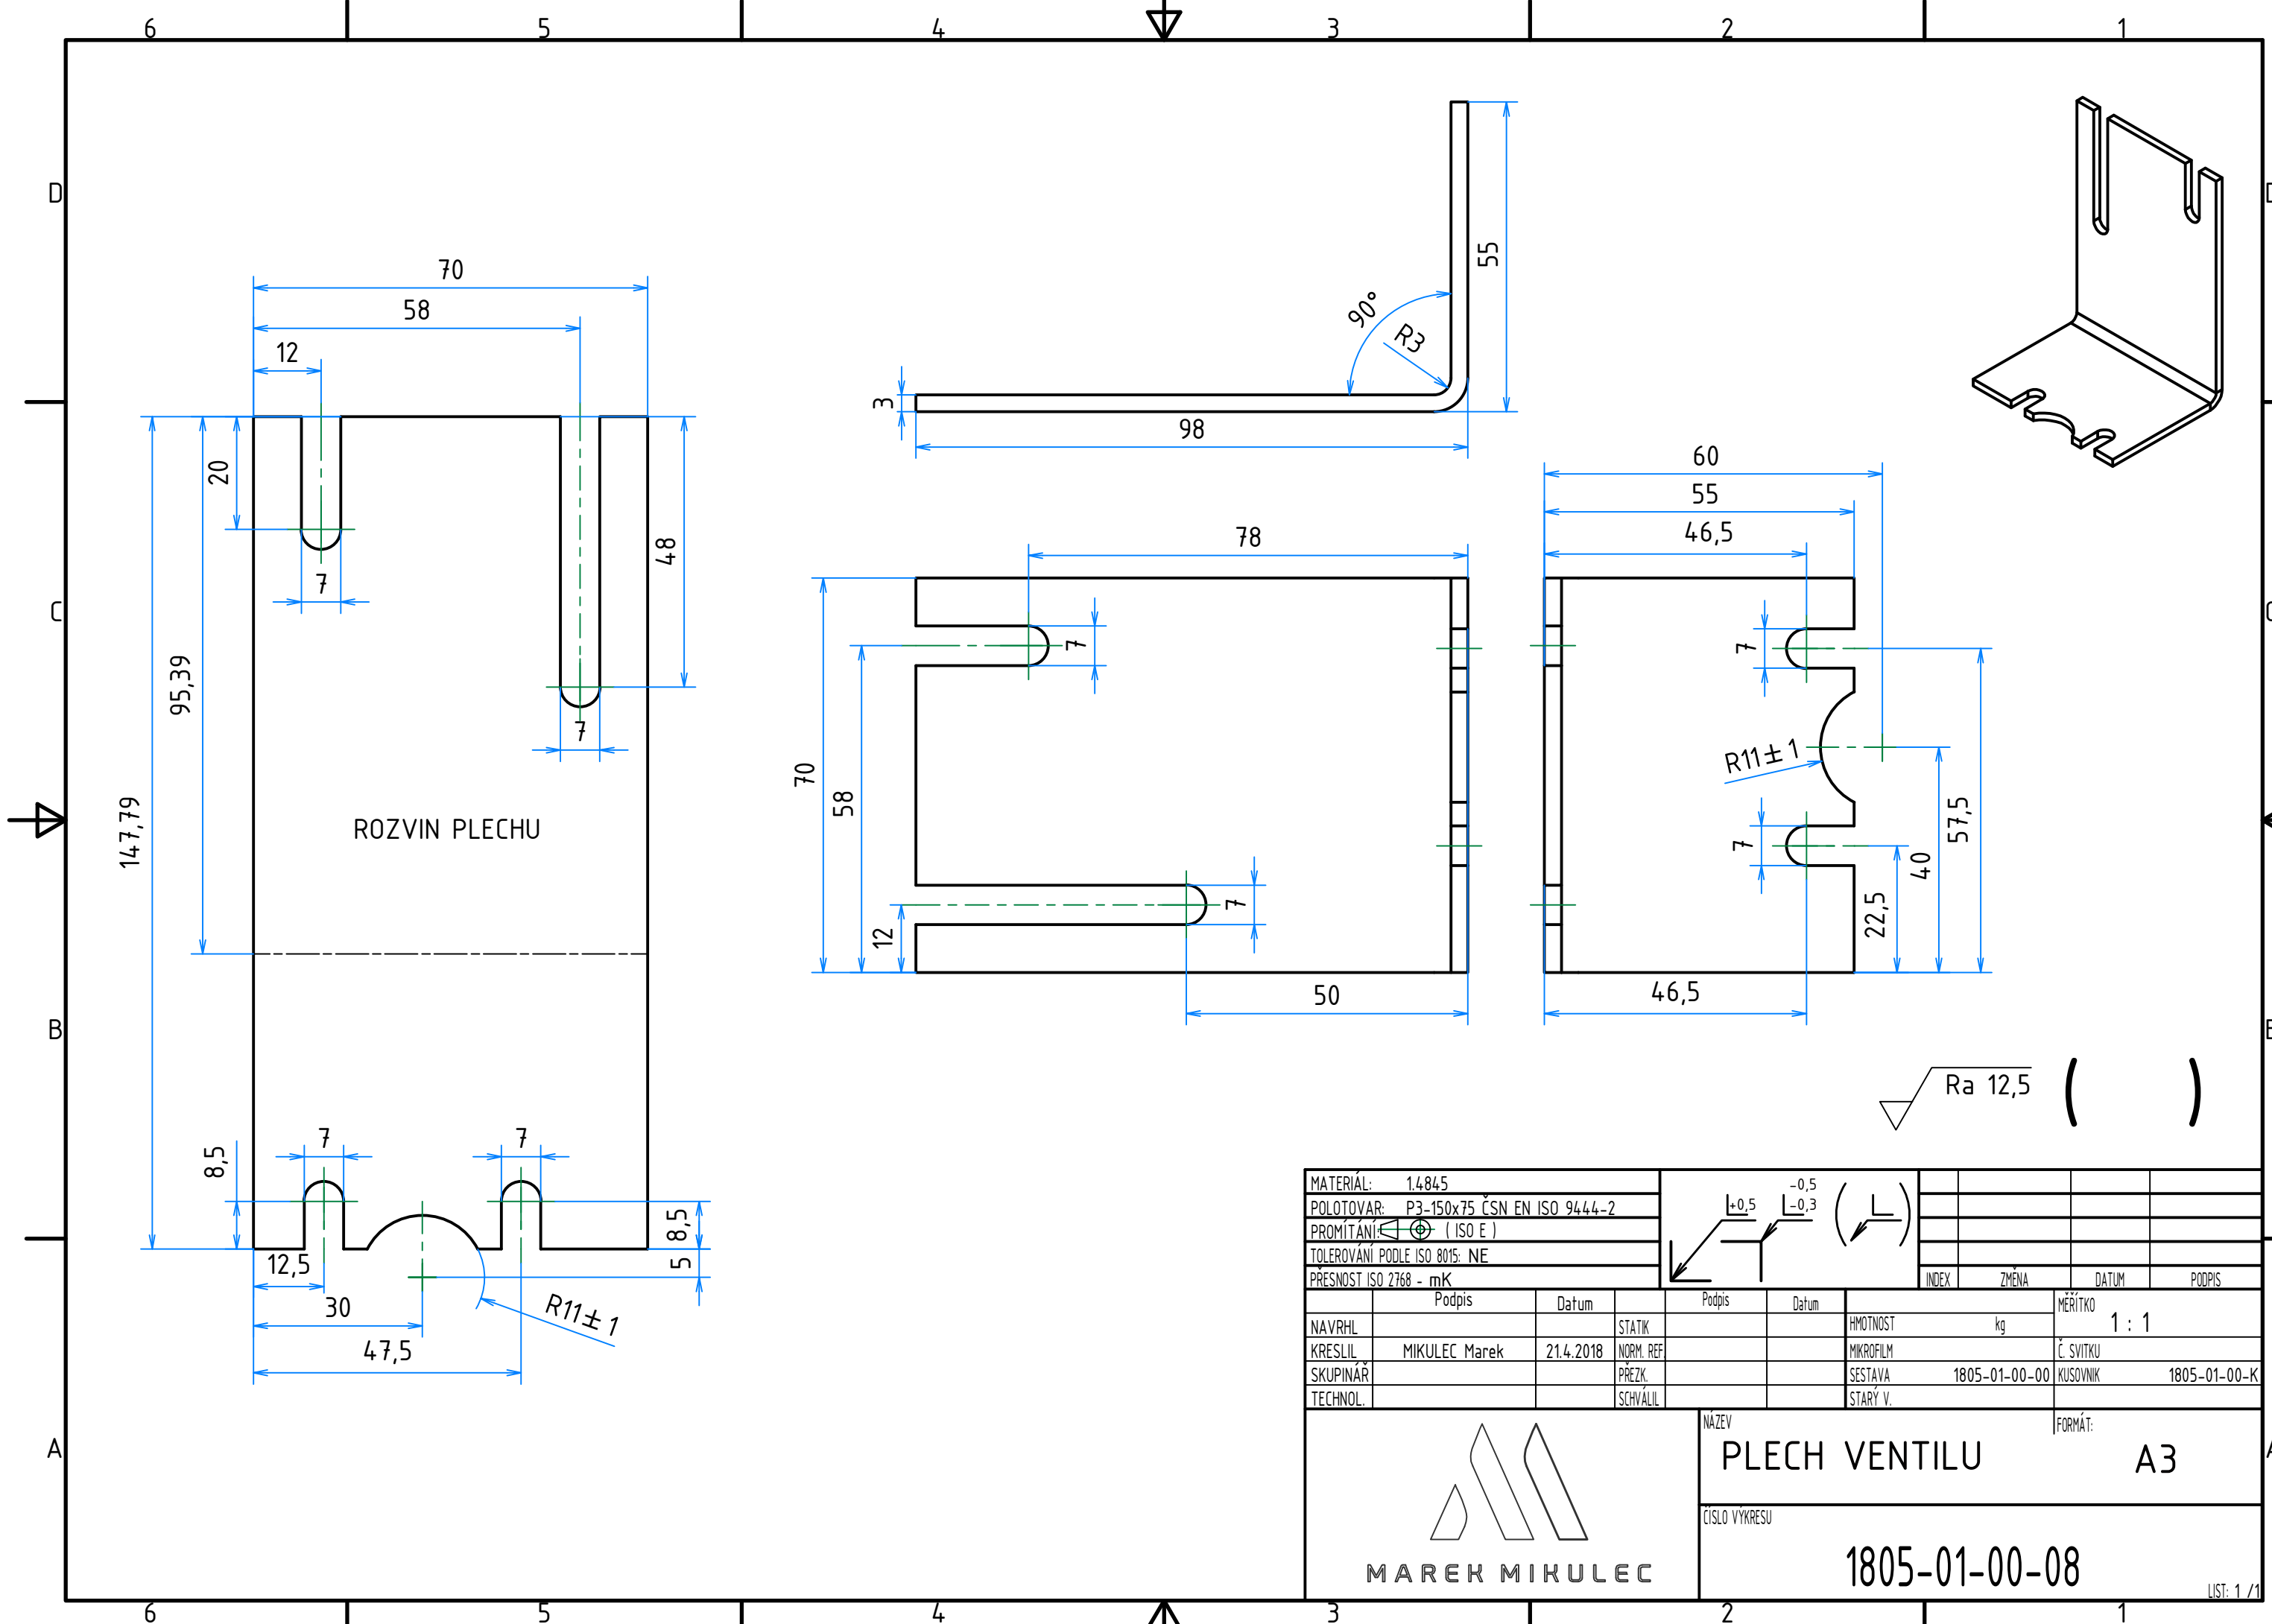 6 5 4 3 2 1
D
C
B
A
70
58
12
20
7
48
7
95,39
147,79
ROZVIN PLECHU
8,5
7
7
8,5
5
12,5
30
47,5
R11±1
55
90°
R3
3
98
78
7
70
58
12
7
50
60
55
46,5
7
R11±1
7
22,5
40
57,5
46,5
Ra 12,5 ( )
MATERIÁL: 1.4845
POLOTOVAR: P3-150x75 ČSN EN ISO 9444-2
PROMÍTÁNÍ: ( ISO E )
TOLEROVÁNÍ PODLE ISO 8015: NE
PŘESNOST ISO 2768 - mK
+0,5
-0,5
-0,3
INDEX ZMĚNA DATUM PODPIS
Podpis Datum Podpis Datum
NAVRHL STATIK
KRESLIL MIKULEC Marek 21.4.2018 NORM. REF
SKUPINÁŘ PŘEZK.
TECHNOL. SCHVÁLIL
HMOTNOST kg
MĚŘÍTKO 1 : 1
MIKROFILM Č. SVITKU
SESTAVA 1805-01-00-00 KUSOVNIK 1805-01-00-K
STARÝ V.
NÁZEV
PLECH VENTILU
FORMÁT:
A3
ČÍSLO VÝKRESU
1805-01-00-08
LIST: 1 /1
MAREK MIKULEC
D
C
B
A
6 5 4 3 2 1